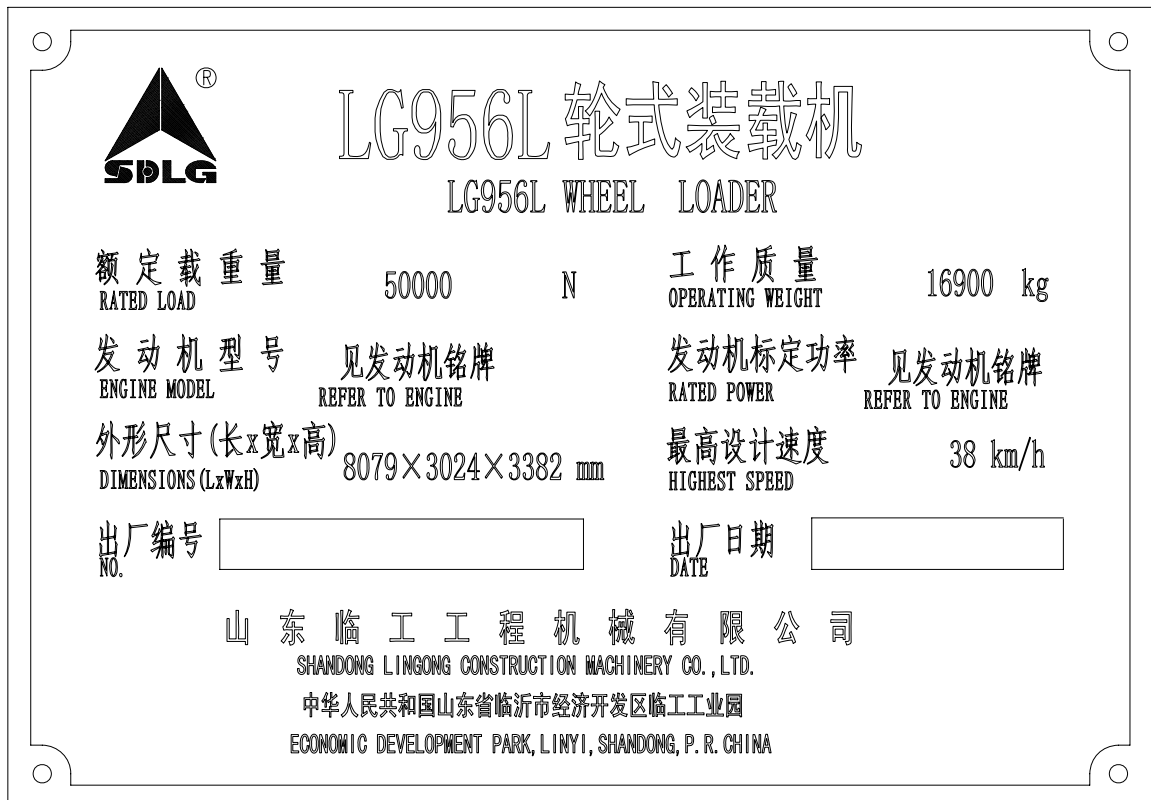 ®
SDLG
LG956L 轮式装载机
LG956L WHEEL LOADER
额定载重量 50000 N 工作质量 16900 kg
RATED LOAD OPERATING WEIGHT
发动机型号 见发动机铭牌 发动机标定功率 见发动机铭牌
ENGINE MODEL REFER TO ENGINE RATED POWER REFER TO ENGINE
外形尺寸(长x宽x高) 8079×3024×3382 mm 最高设计速度 38 km/h
DIMENSIONS(LxWxH) HIGHEST SPEED
出厂编号 出厂日期
NO. DATE
山东临工工程机械有限公司
SHANDONG LINGONG CONSTRUCTION MACHINERY CO.,LTD.
中华人民共和国山东省临沂市经济开发区临工工业园
ECONOMIC DEVELOPMENT PARK,LINYI,SHANDONG,P.R.CHINA